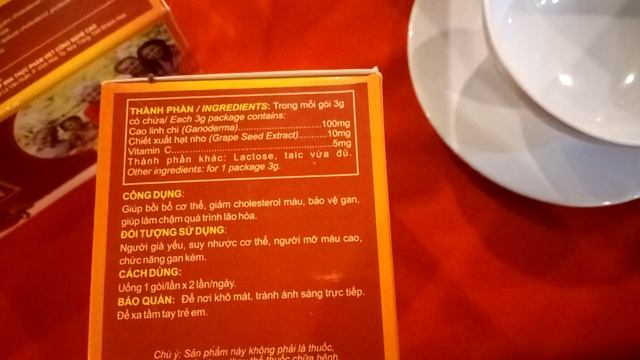 THÀNH PHẦN / INGREDIENTS: Trong mỗi gói 3g
có chứa/ Each 3g package contains:
Cao linh chi (Ganoderma)....................100mg
Chiết xuất hạt nho (Grape Seed Extract)...........10mg
Vitamin C........................................5mg
Thành phần khác: Lactose, talc vừa đủ.
Other ingredients: for 1 package 3g.
CÔNG DỤNG:
Giúp bồi bổ cơ thể, giảm cholesterol máu, bảo vệ gan,
giúp làm chậm quá trình lão hóa.
ĐỐI TƯỢNG SỬ DỤNG:
Người già yếu, suy nhược cơ thể, người mỡ máu cao,
chức năng gan kém.
CÁCH DÙNG:
Uống 1 gói/lần x 2 lần/ngày.
BẢO QUẢN: Để nơi khô mát, tránh ánh sáng trực tiếp.
Để xa tầm tay trẻ em.
Chú ý: Sản phẩm này không phải là thuốc,
thay thế thuốc chữa bệnh